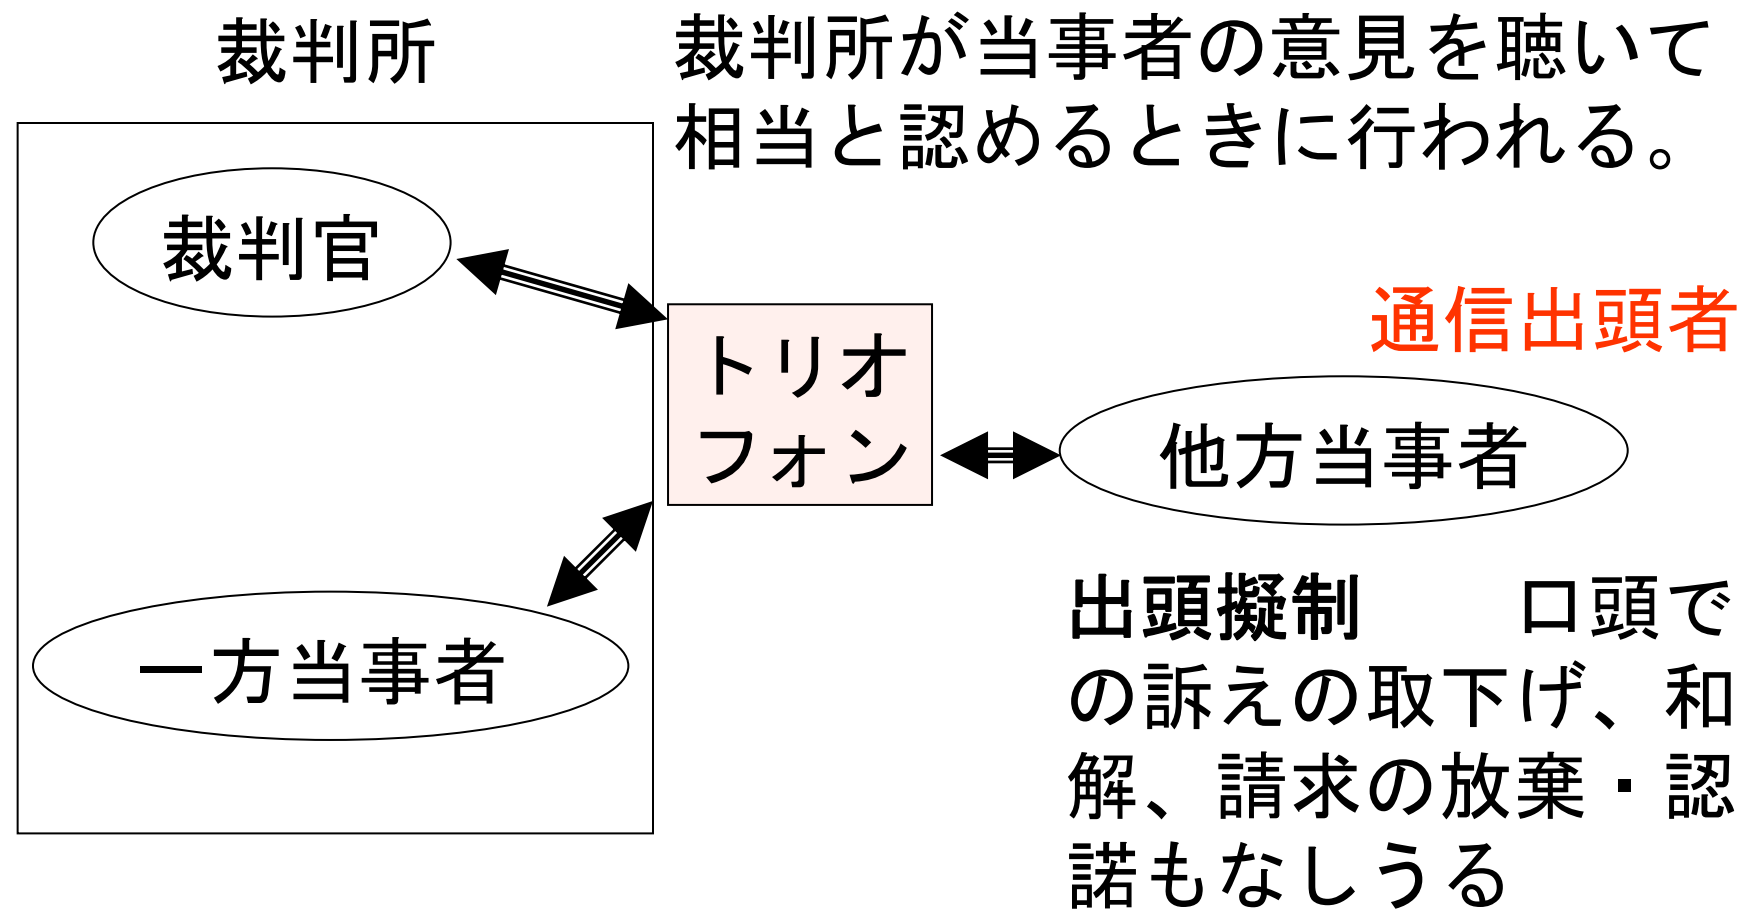 裁判所
裁判所が当事者の意見を聴いて
相当と認めるときに行われる。
裁判官
通信出頭者
トリオ
フォン
他方当事者
一方当事者
出頭擬制　　口頭で
の訴えの取下げ、和
解、請求の放棄・認
諾もなしうる